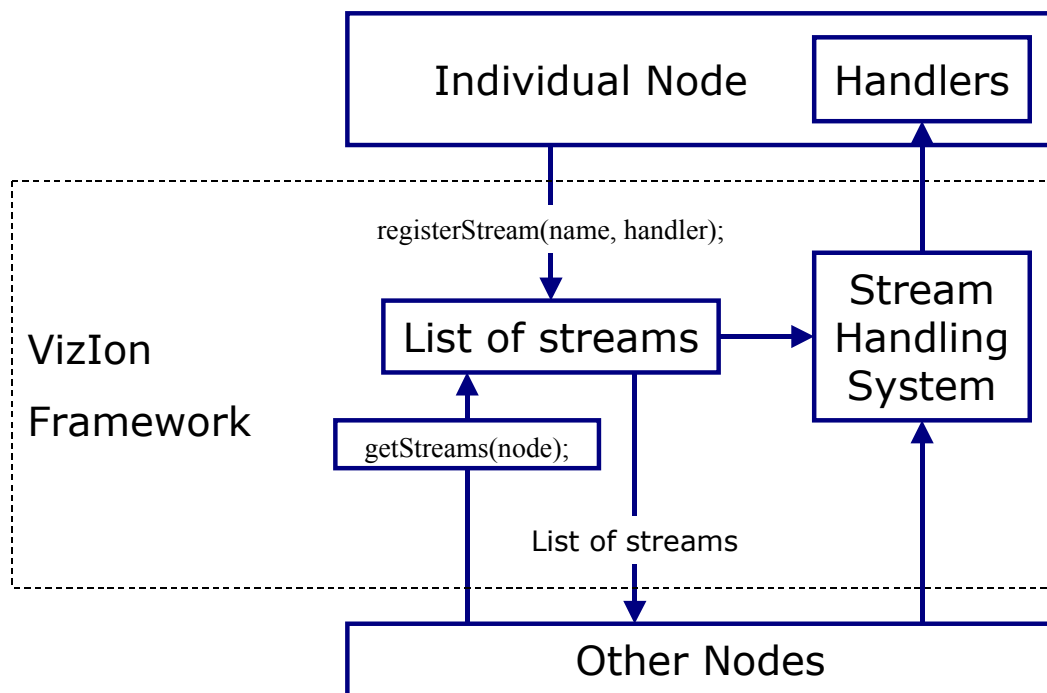 Individual Node
Handlers
registerStream(name, handler);
VizIon
Framework
List of streams
Stream
Handling
System
getStreams(node);
List of streams
Other Nodes